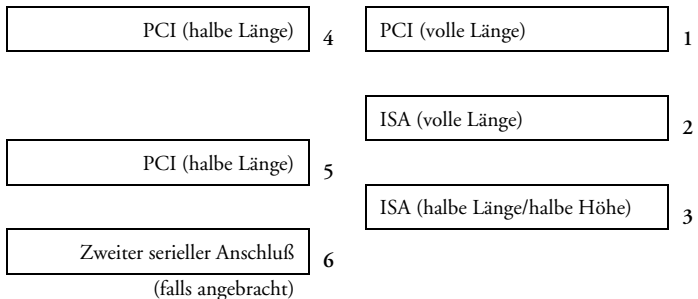 PCI (halbe Länge) 4
PCI (volle Länge) 1
ISA (volle Länge) 2
PCI (halbe Länge) 5
ISA (halbe Länge/halbe Höhe) 3
Zweiter serieller Anschluß 6
(falls angebracht)